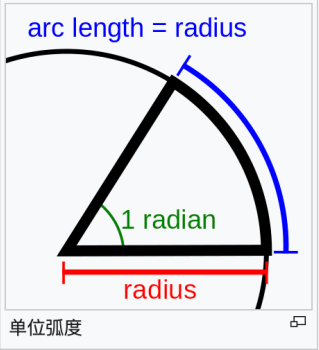 arc length = radius
1 radian
radius
单位弧度